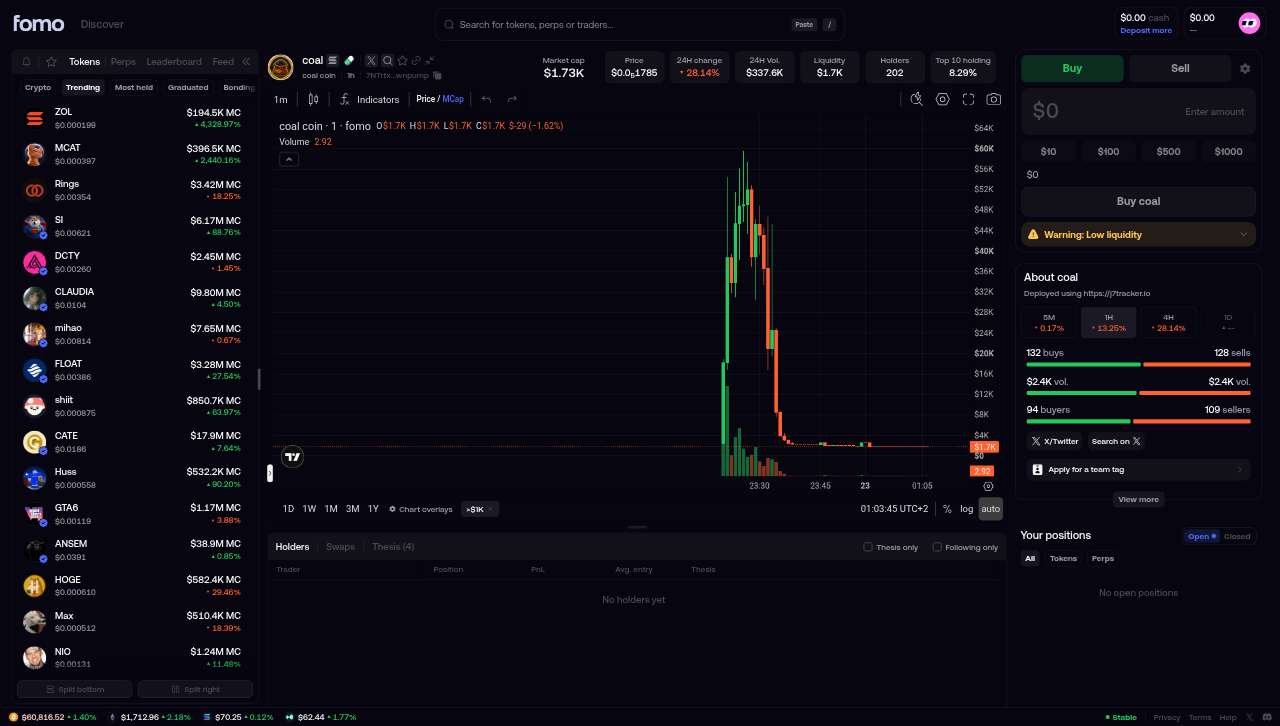 fomo Discover
Search for tokens, perps or traders... Paste /
$0.00 cash
Deposit more
$0.00
—
Tokens Perps Leaderboard Feed
Crypto Trending Most held Graduated Bonding
ZOL $194.5K MC
$0.000199 4,328.97%
MCAT $396.5K MC
$0.000397 2,440.16%
Rings $3.42M MC
$0.00354 18.25%
SI $6.17M MC
$0.00621 88.76%
DCTY $2.45M MC
$0.00260 1.45%
CLAUDIA $9.80M MC
$0.0104 4.50%
mihao $7.65M MC
$0.00814 0.67%
FLOAT $3.28M MC
$0.00386 27.54%
shiit $850.7K MC
$0.000875 63.97%
CATE $17.9M MC
$0.0186 7.64%
Huss $532.2K MC
$0.000558 90.20%
GTA6 $1.17M MC
$0.00119 3.88%
ANSEM $38.9M MC
$0.0391 0.85%
HOGE $582.4K MC
$0.000610 29.46%
Max $510.4K MC
$0.000512 18.39%
NIO $1.24M MC
$0.00131 11.48%
Split bottom Split right
coal
coal coin 1h 7NTrtx...wnpump
Market cap
$1.73K
Price
$0.0₅1785
24H change
28.14%
24H Vol.
$337.6K
Liquidity
$1.7K
Holders
202
Top 10 holding
8.29%
1m Indicators Price / MCap
coal coin · 1 · fomo O$1.7K H$1.7K L$1.7K C$1.7K $-29 (−1.62%)
Volume 2.92
$64K
$60K
$56K
$52K
$48K
$44K
$40K
$36K
$32K
$28K
$24K
$20K
$16K
$12K
$8K
$4K
$1.7K
$0
2.92
23:30 23:45 23 01:05
1D 1W 1M 3M 1Y Chart overlays >$1K 01:03:45 UTC+2 % log auto
Holders Swaps Thesis (4) Thesis only Following only
Trader Position PnL Avg. entry Thesis
No holders yet
Buy Sell
$0 Enter amount
$10 $100 $500 $1000
$0
Buy coal
Warning: Low liquidity
About coal
Deployed using https://j7tracker.io
5M 1H 4H 1D
0.17% 13.25% 28.14% --
132 buys 128 sells
$2.4K vol. $2.4K vol.
94 buyers 109 sellers
X/Twitter Search on X
Apply for a team tag
View more
Your positions Open Closed
All Tokens Perps
No open positions
$60,816.52 1.40% $1,712.96 2.18% $70.25 0.12% $62.44 1.77%
Stable Privacy Terms Help